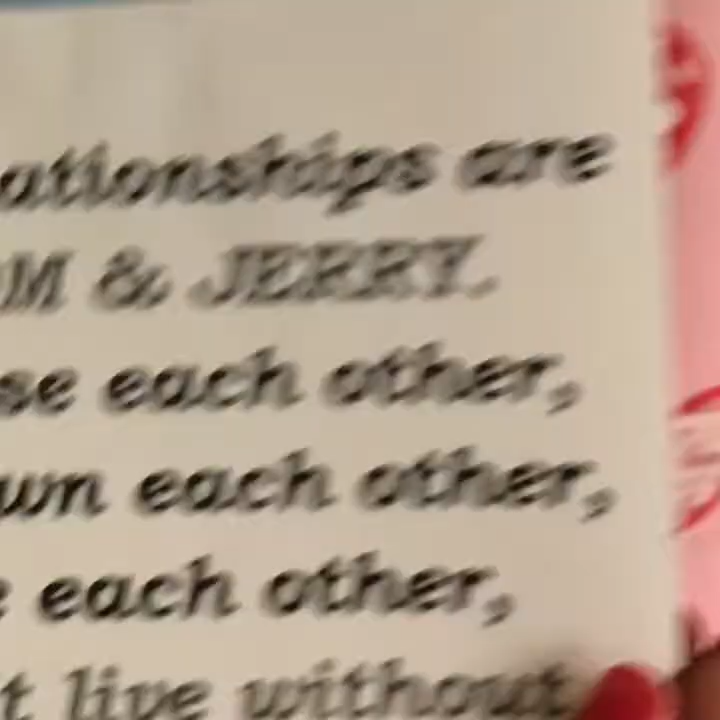 ationships are
M & JERRY.
se each other,
wn each other,
each other,
t live without